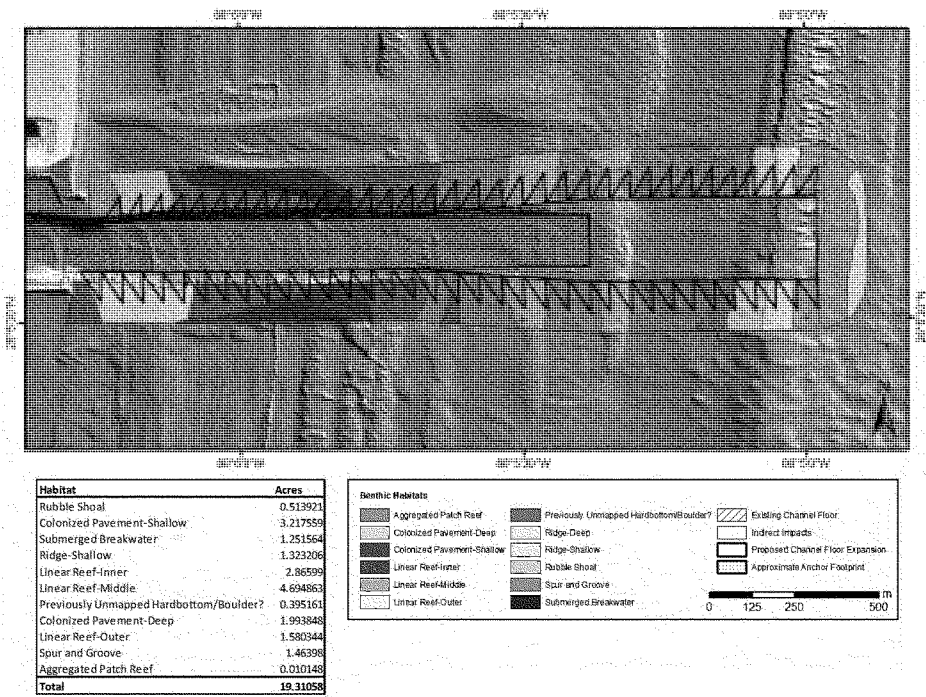 Habitat Acres
Rubble Shoal 0.513921
Colonized Pavement-Shallow 3.217559
Submerged Breakwater 1.251564
Ridge-Shallow 1.323206
Linear Reef-Inner 2.86599
Linear Reef-Middle 4.694863
Previously Unmapped Hardbottom/Boulder? 0.395161
Colonized Pavement-Deep 1.993848
Linear Reef-Outer 1.580344
Spur and Groove 1.46398
Aggregated Patch Reef 0.010148
Total 19.31058
Benthic Habitats
Aggregated Patch Reef
Colonized Pavement-Deep
Colonized Pavement-Shallow
Linear Reef-Inner
Linear Reef-Middle
Linear Reef-Outer
Previously Unmapped Hardbottom/Boulder?
Ridge-Deep
Ridge-Shallow
Rubble Shoal
Spur and Groove
Submerged Breakwater
Existing Channel Floor
Indirect Impacts
Proposed Channel Floor Expansion
Approximate Anchor Footprint
m
0 125 250 500